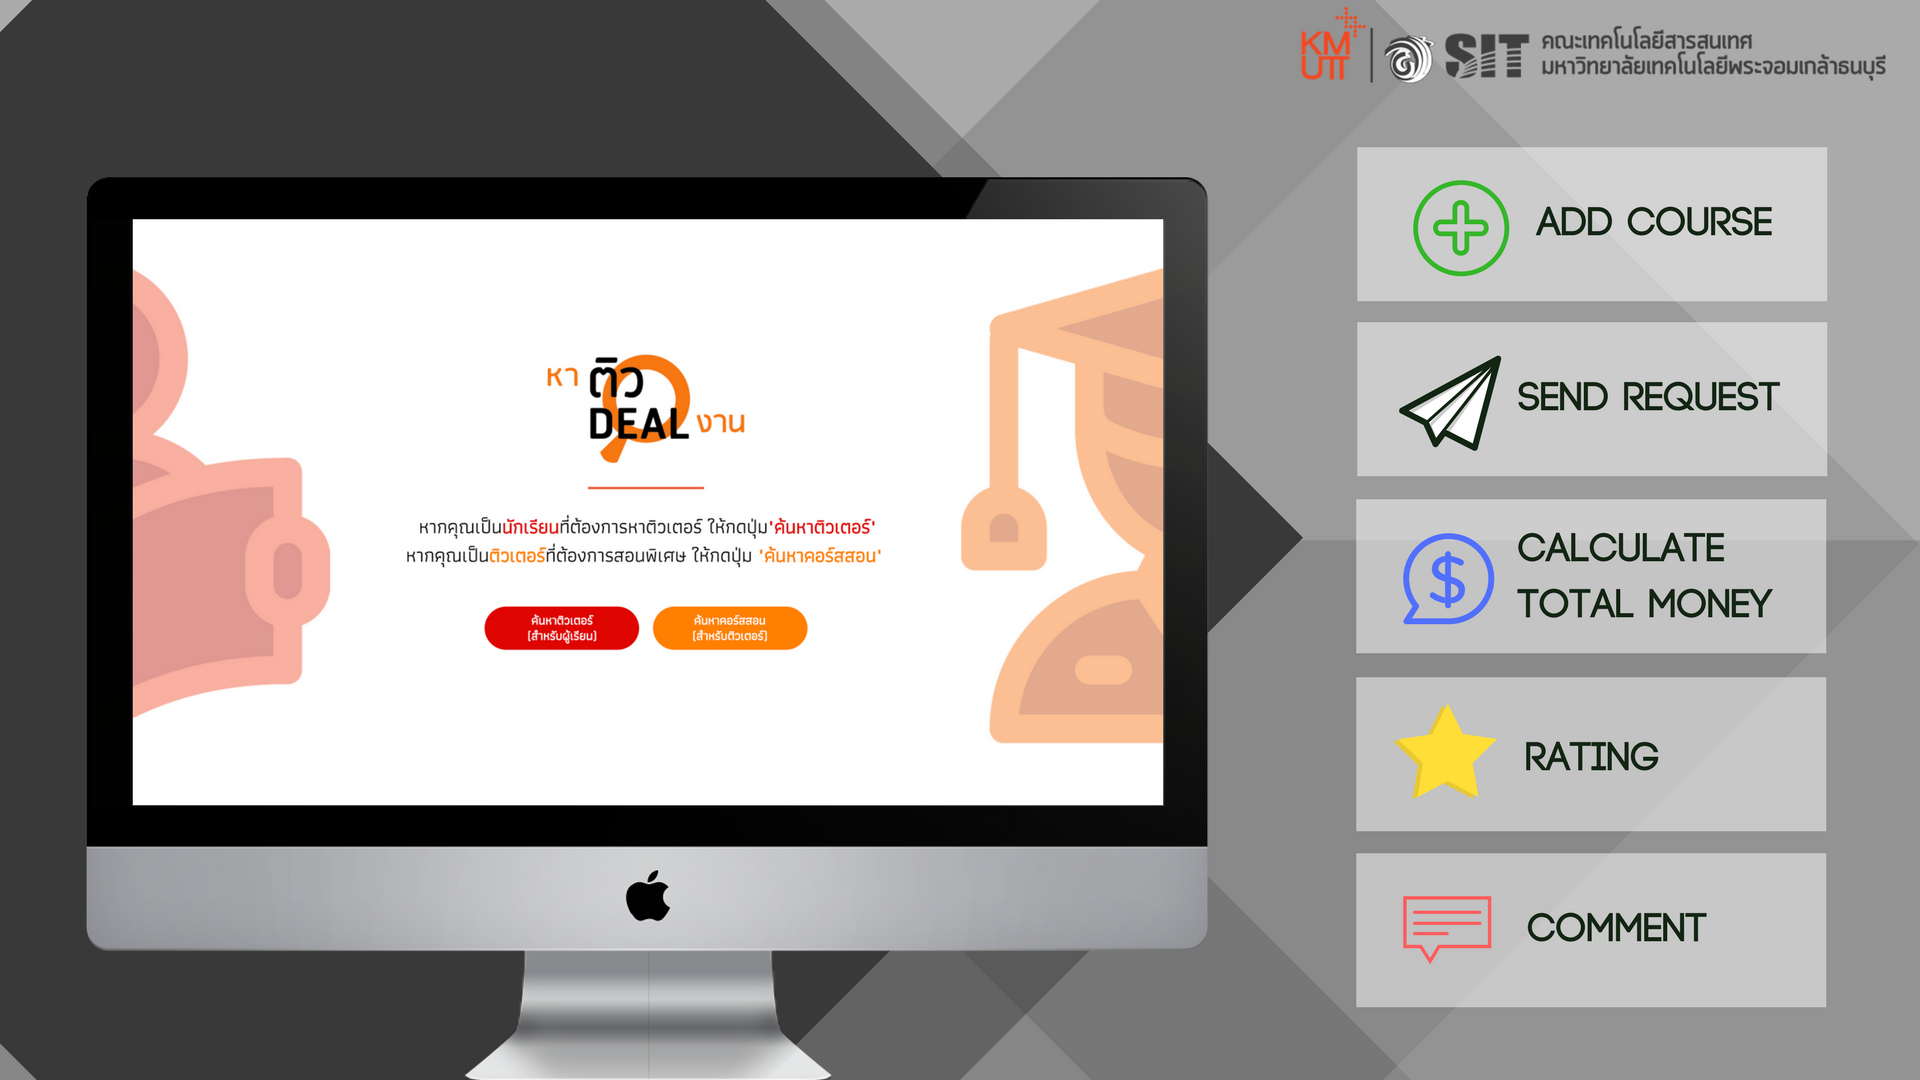 KM
UTT
SIT
คณะเทคโนโลยีสารสนเทศ
มหาวิทยาลัยเทคโนโลยีพระจอมเกล้าธนบุรี
หา ติว
DEAL งาน
หากคุณเป็นนักเรียนที่ต้องการหาติวเตอร์ ให้กดปุ่ม'ค้นหาติวเตอร์'
หากคุณเป็นติวเตอร์ที่ต้องการสอนพิเศษ ให้กดปุ่ม 'ค้นหาคอร์สสอน'
ค้นหาติวเตอร์
(สำหรับผู้เรียน)
ค้นหาคอร์สสอน
(สำหรับติวเตอร์)
ADD COURSE
SEND REQUEST
CALCULATE
TOTAL MONEY
RATING
COMMENT